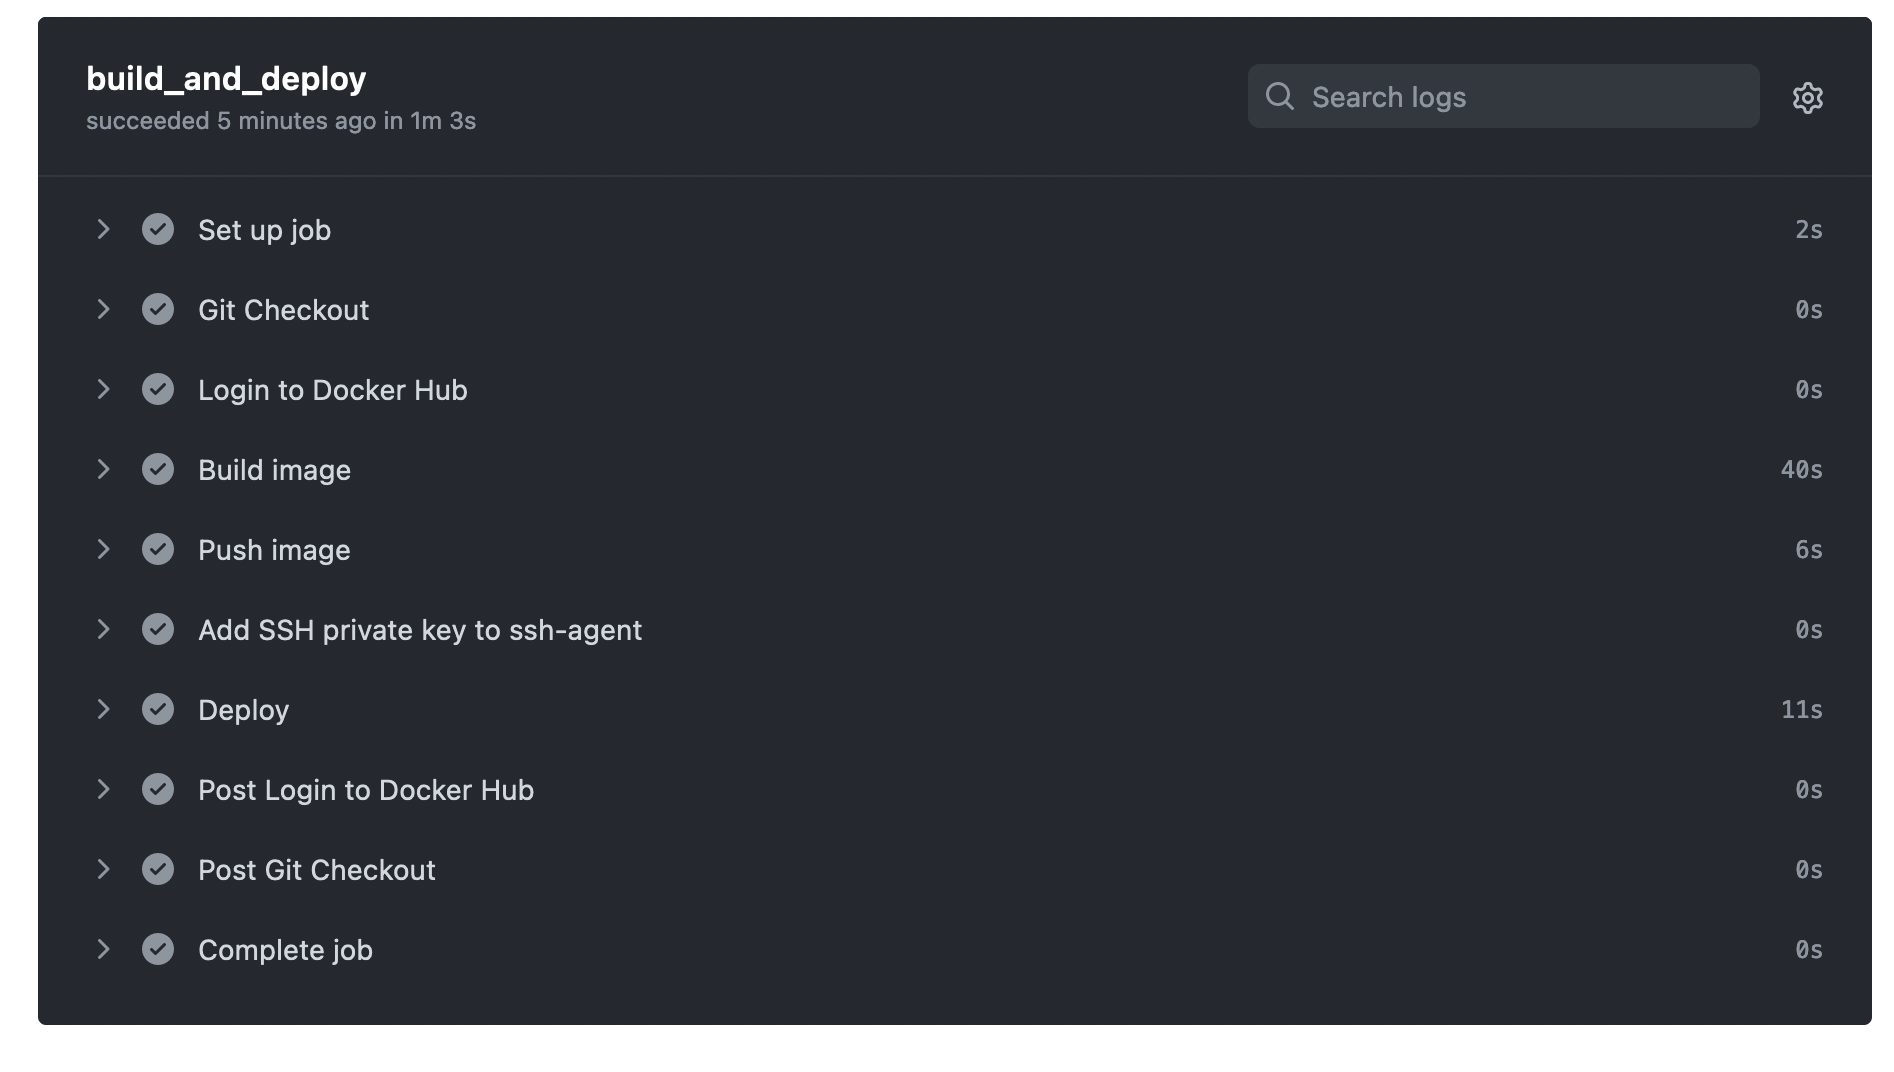 build_and_deploy
succeeded 5 minutes ago in 1m 3s
Search logs
Set up job 2s
Git Checkout 0s
Login to Docker Hub 0s
Build image 40s
Push image 6s
Add SSH private key to ssh-agent 0s
Deploy 11s
Post Login to Docker Hub 0s
Post Git Checkout 0s
Complete job 0s